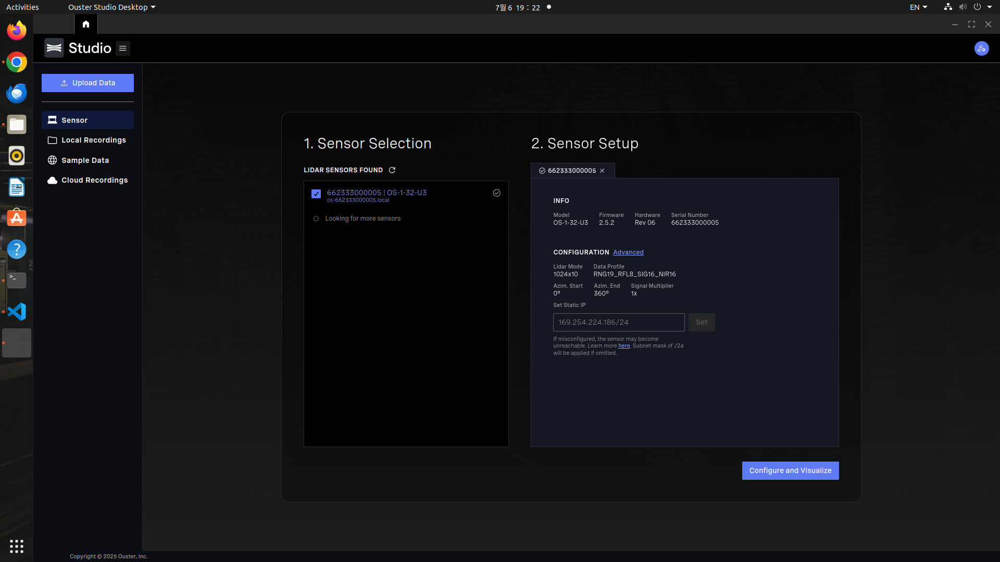 Activities
Ouster Studio Desktop
7월 6 19 : 22
EN
Studio
Upload Data
Sensor
Local Recordings
Sample Data
Cloud Recordings
1. Sensor Selection
LIDAR SENSORS FOUND
662333000005 | OS-1-32-U3
os-662333000005.local
Looking for more sensors
2. Sensor Setup
662333000005
INFO
Model Firmware Hardware Serial Number
OS-1-32-U3 2.5.2 Rev 06 662333000005
CONFIGURATION Advanced
Lidar Mode Data Profile
1024x10 RNG19_RFL8_SIG16_NIR16
Azim. Start Azim. End Signal Multiplier
0º 360º 1x
Set Static IP
169.254.224.186/24 Set
If misconfigured, the sensor may become
unreachable. Learn more here. Subnet mask of /24
will be applied if omitted.
Configure and Visualize
Copyright © 2025 Ouster, Inc.